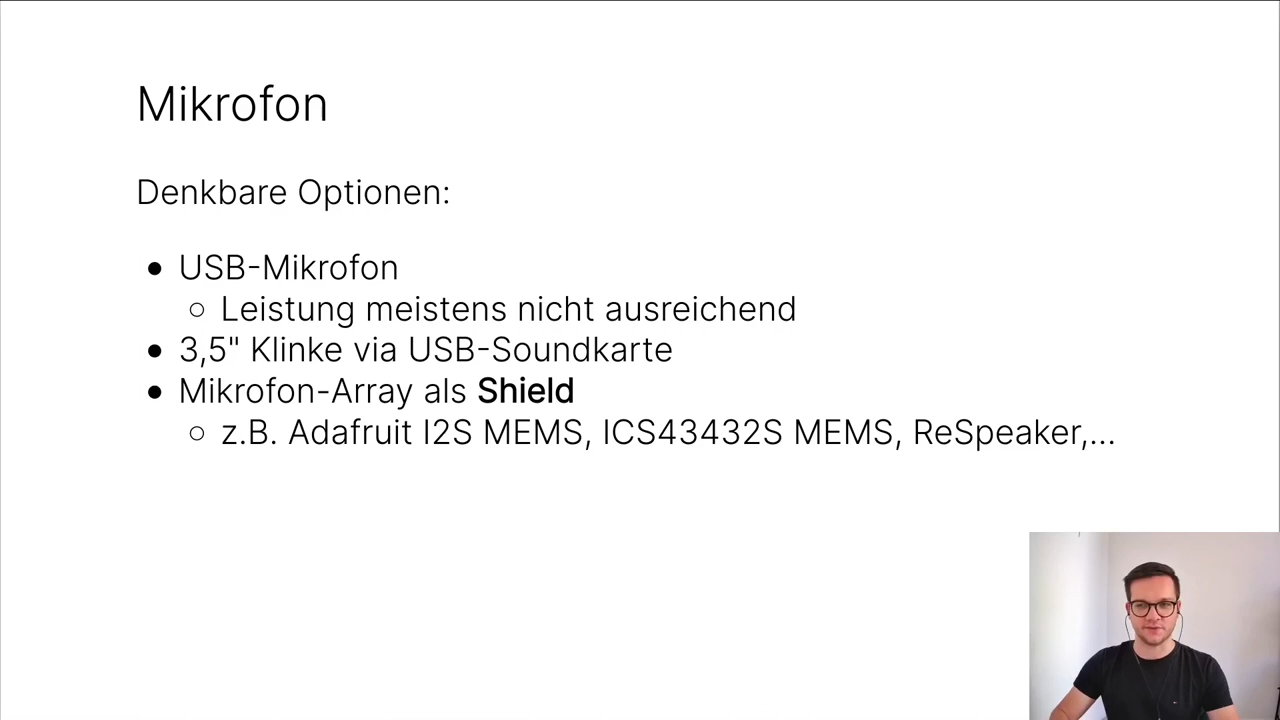 Mikrofon
Denkbare Optionen:
● USB-Mikrofon
○ Leistung meistens nicht ausreichend
● 3,5" Klinke via USB-Soundkarte
● Mikrofon-Array als Shield
○ z.B. Adafruit I2S MEMS, ICS43432S MEMS, ReSpeaker,...